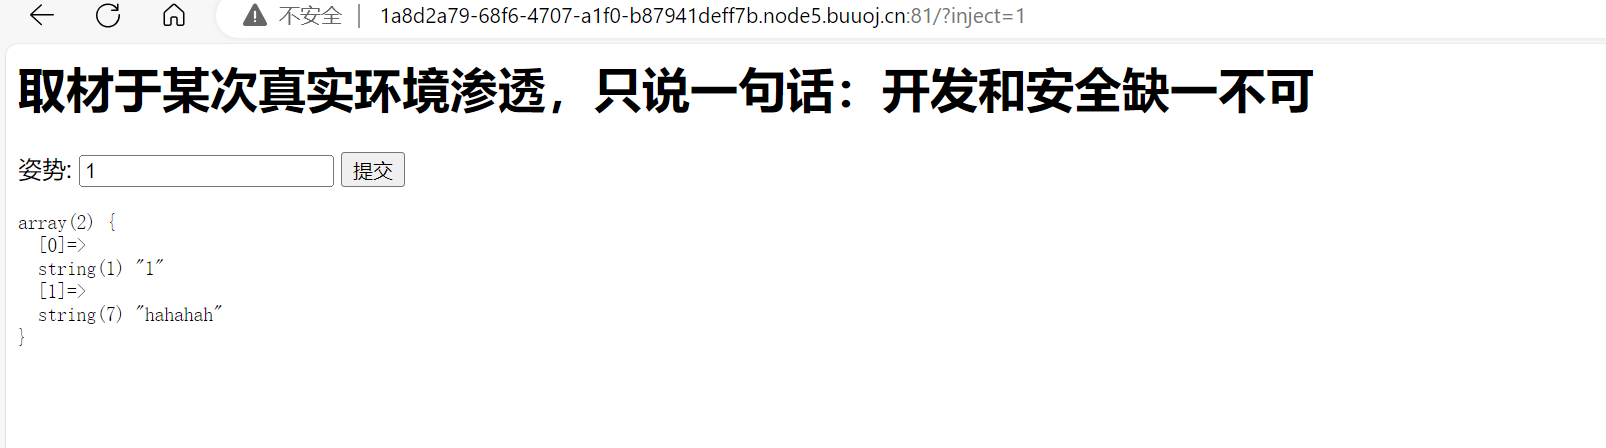 不安全 | 1a8d2a79-68f6-4707-a1f0-b87941deff7b.node5.buuoj.cn:81/?inject=1
取材于某次真实环境渗透，只说一句话：开发和安全缺一不可
姿势: 1 提交
array(2) {
  [0]=>
  string(1) "1"
  [1]=>
  string(7) "hahahah"
}